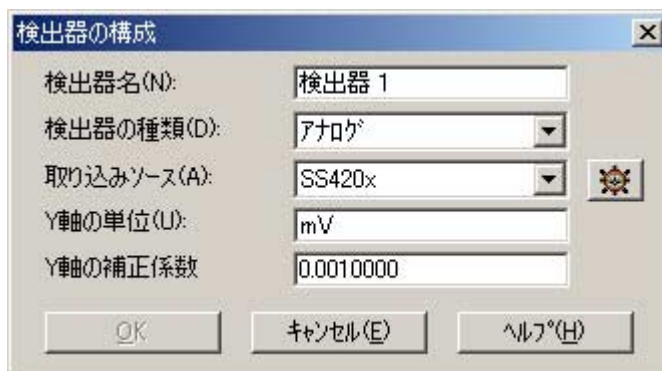 検出器の構成
検出器名(N): 検出器 1
検出器の種類(D): ｱﾅﾛｸﾞ
取り込みソース(A): SS420x
Y軸の単位(U): mV
Y軸の補正係数 0.0010000
OK ｷｬﾝｾﾙ(E) ﾍﾙﾌﾟ(H)